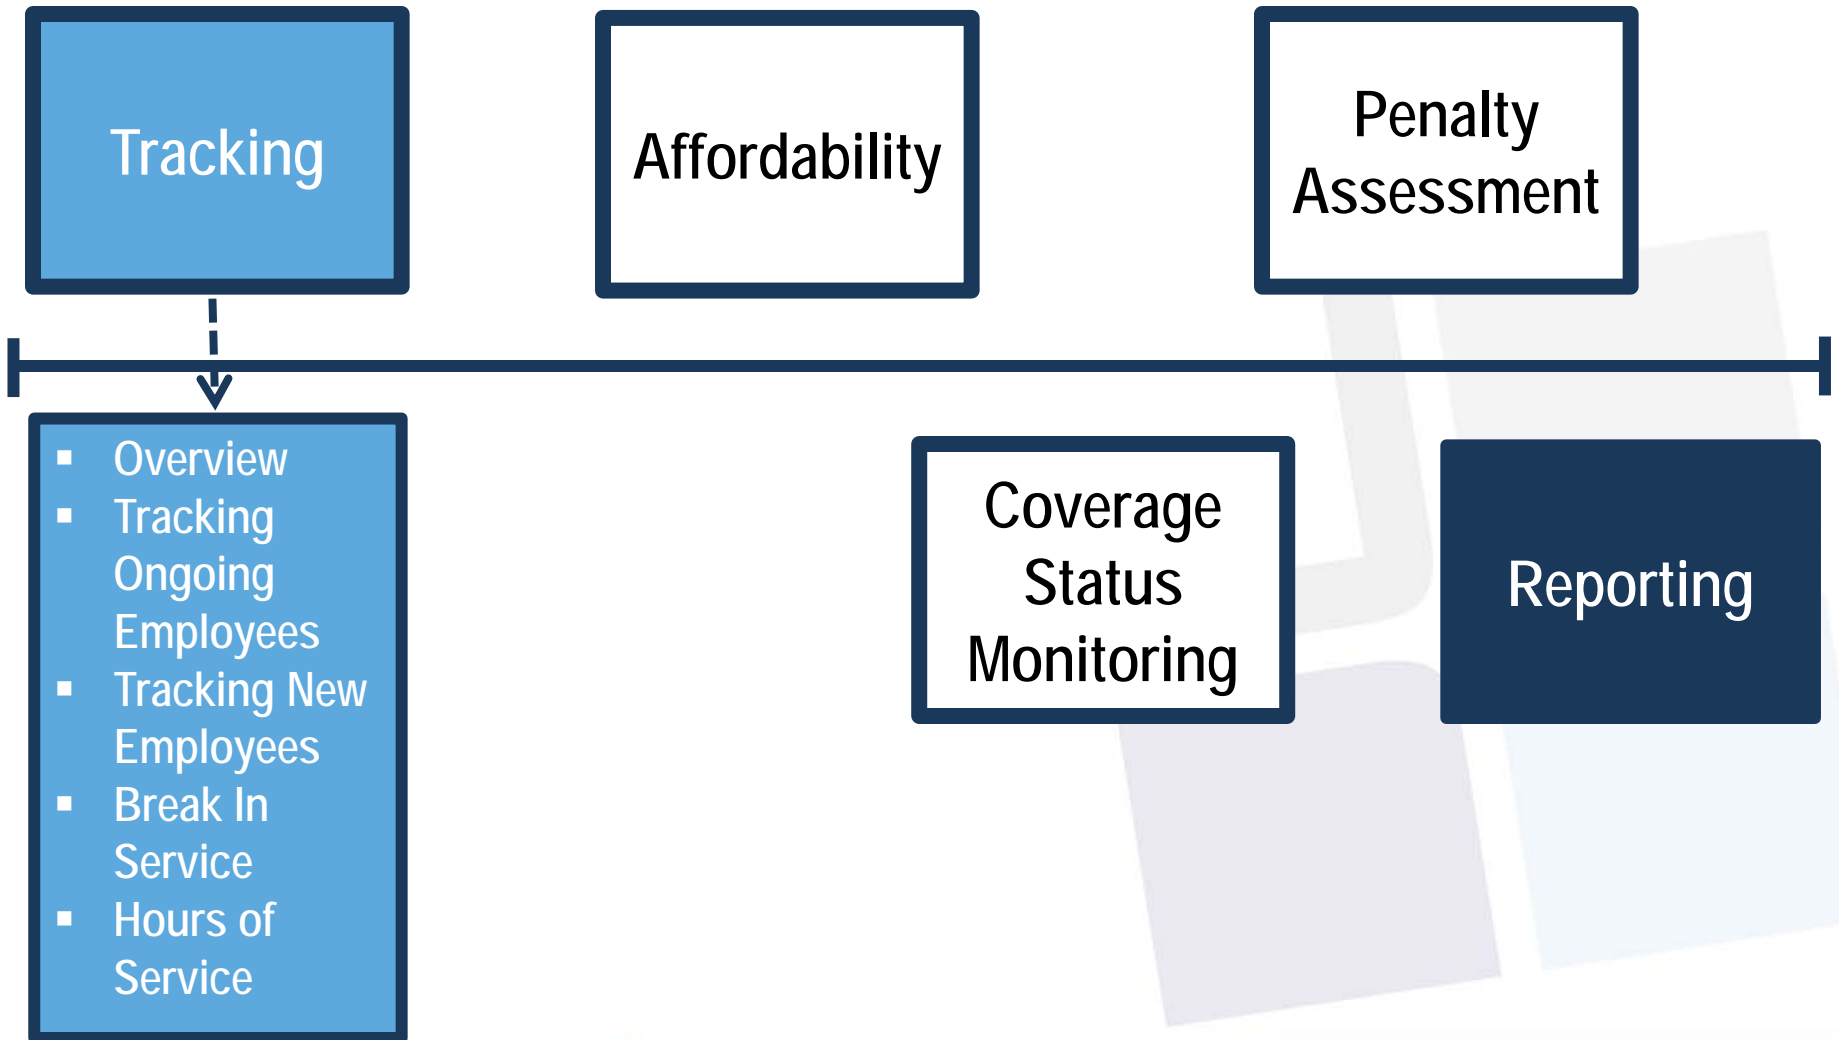 Tracking
Affordability
Penalty
Assessment
▪ Overview
▪ Tracking
Ongoing
Employees
▪ Tracking New
Employees
▪ Break In
Service
▪ Hours of
Service
Coverage
Status
Monitoring
Reporting